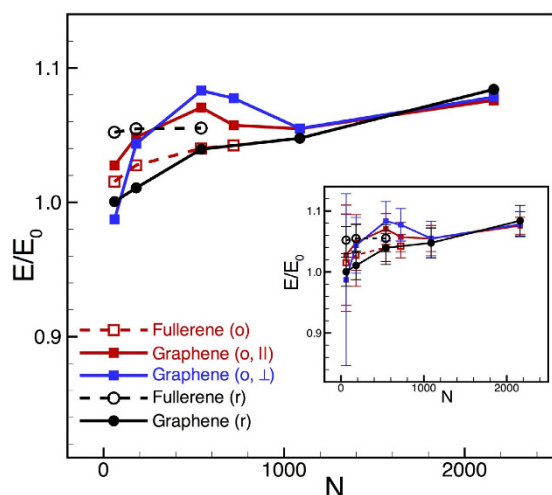 1.1
1.0
0.9
E/E₀
0 1000 2000
N
Fullerene (o)
Graphene (o, ||)
Graphene (o, ⊥)
Fullerene (r)
Graphene (r)
1.1
1.0
0.9
E/E₀
0 1000 2000
N